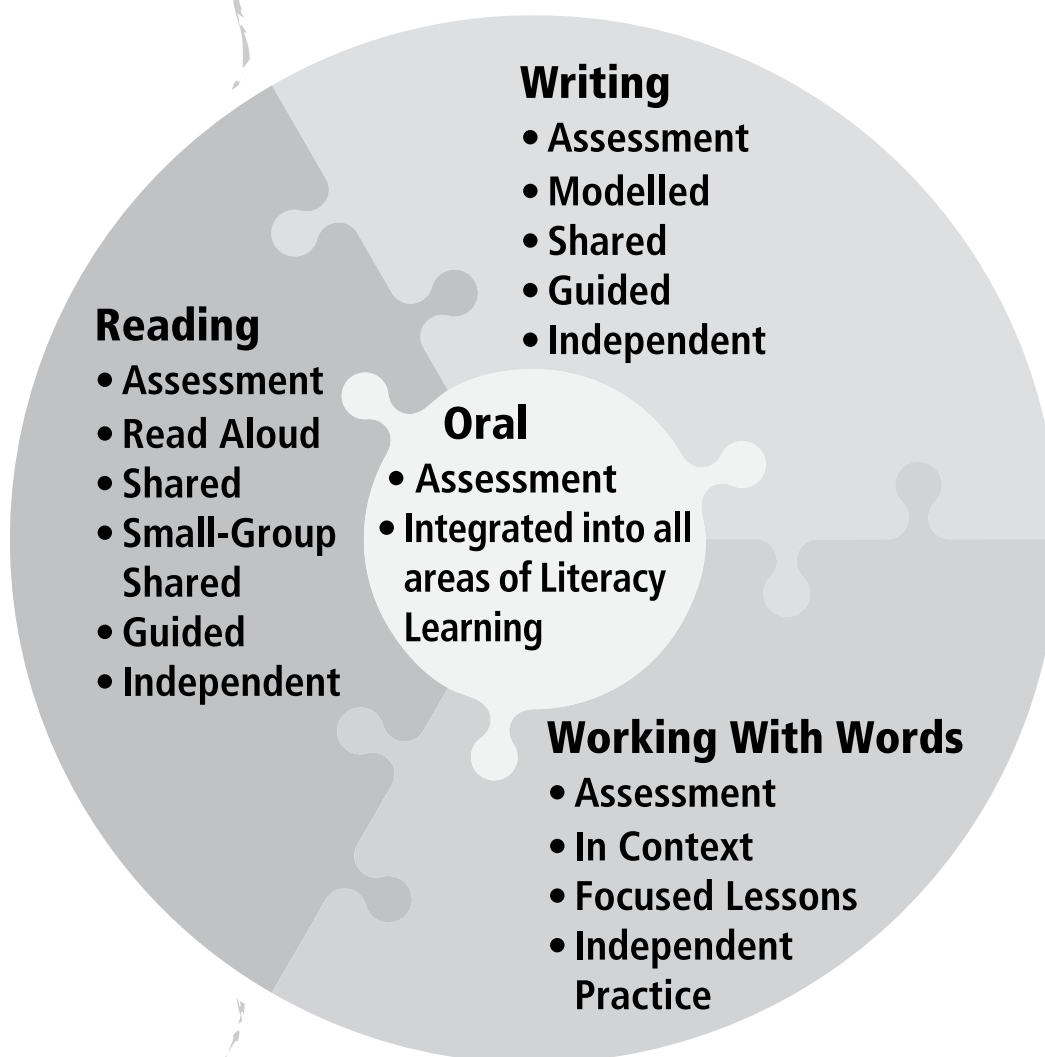 Writing
• Assessment
• Modelled
• Shared
• Guided
• Independent
Reading
• Assessment
• Read Aloud
• Shared
• Small-Group
Shared
• Guided
• Independent
Oral
• Assessment
• Integrated into all
areas of Literacy
Learning
Working With Words
• Assessment
• In Context
• Focused Lessons
• Independent
Practice